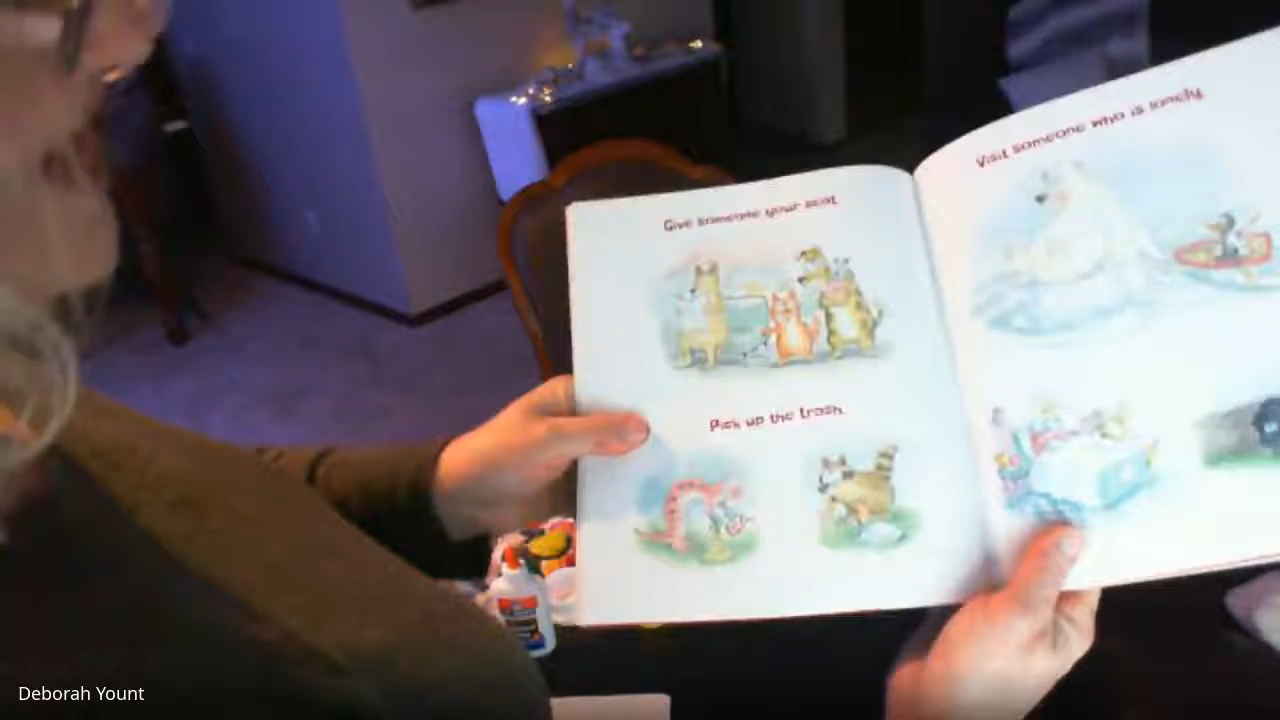 Give someone your seat
Pick up the trash.
Visit someone who is lonely
Deborah Yount